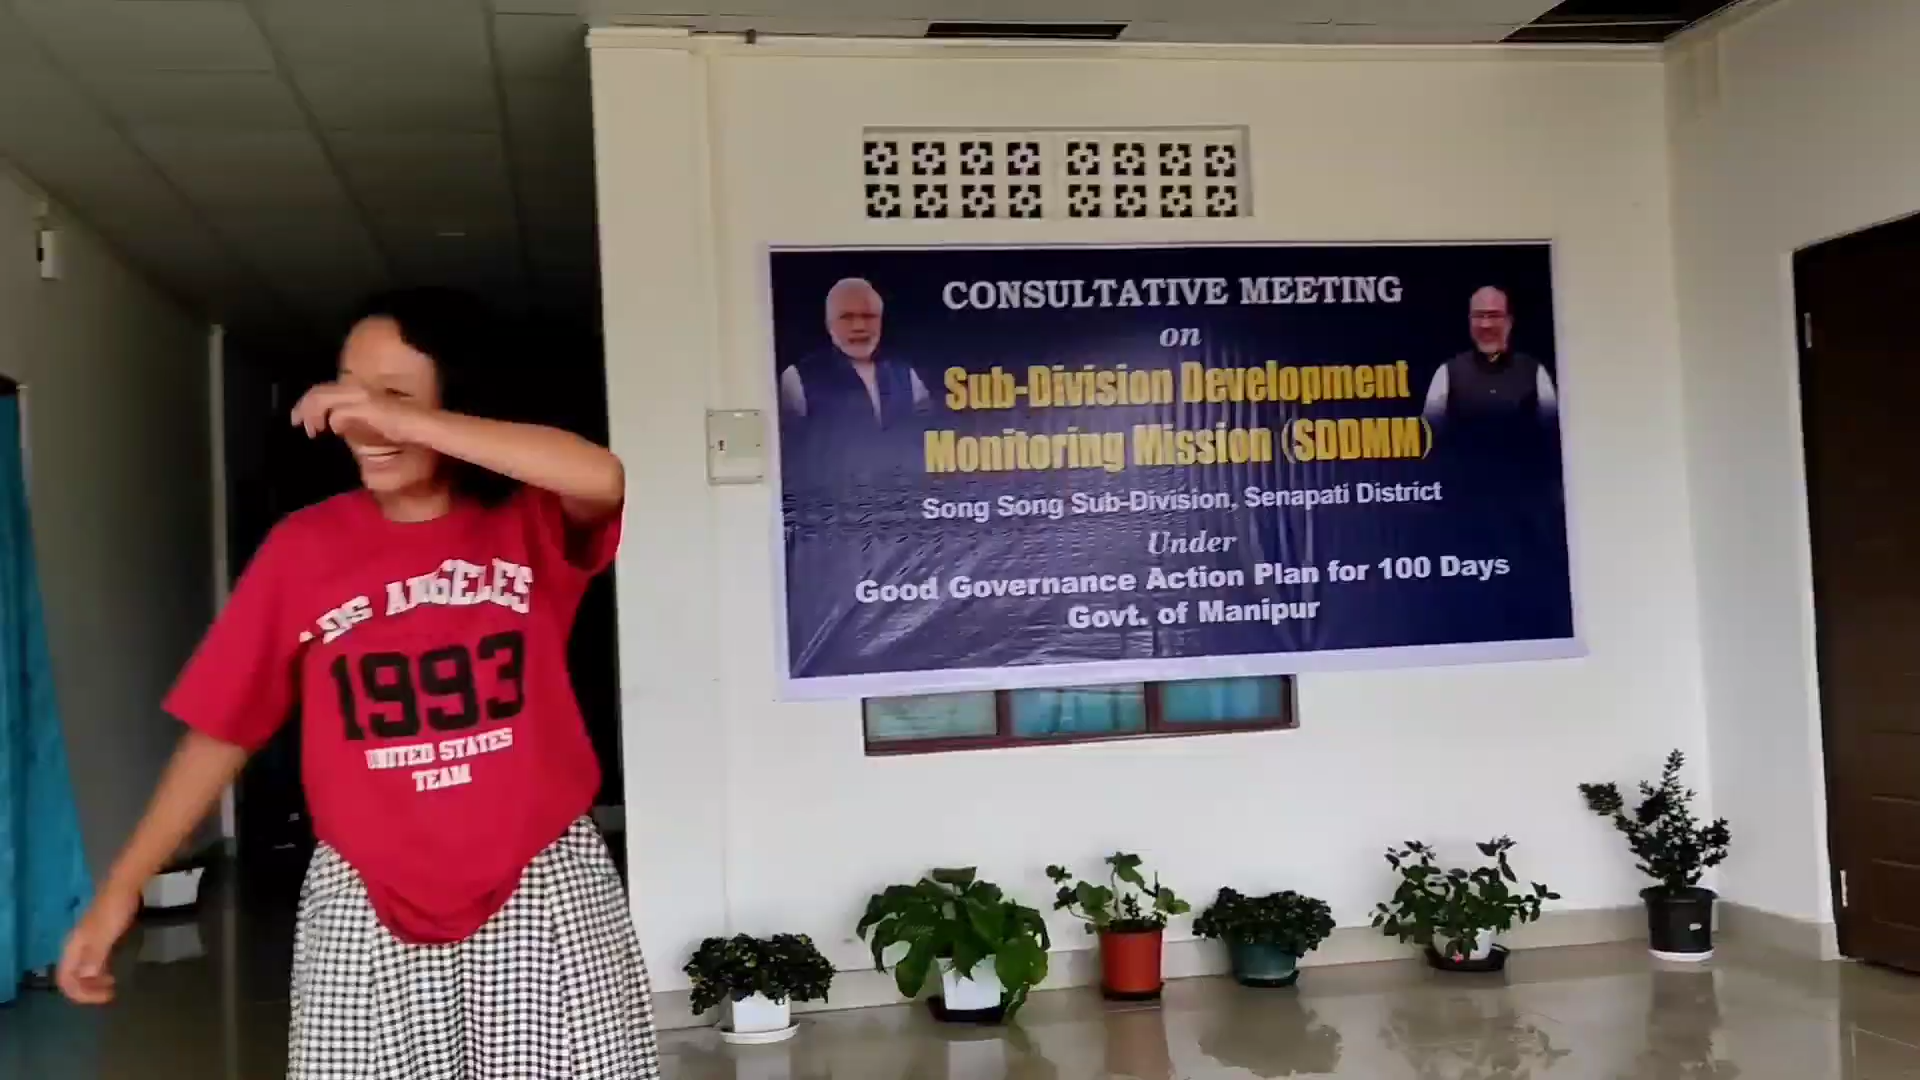 CONSULTATIVE MEETING
on
Sub-Division Development
Monitoring Mission (SDDMM)
Song Song Sub-Division, Senapati District
Under
Good Governance Action Plan for 100 Days
Govt. of Manipur
LOS ANGELES
1993
UNITED STATES
TEAM